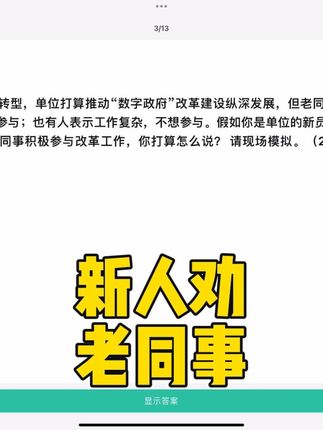 3/13
转型，单位打算推动“数字政府”改革建设纵深发展，但老同
参与；也有人表示工作复杂，不想参与。假如你是单位的新员
同事积极参与改革工作，你打算怎么说？请现场模拟。（2
新人劝
老同事
显示答案